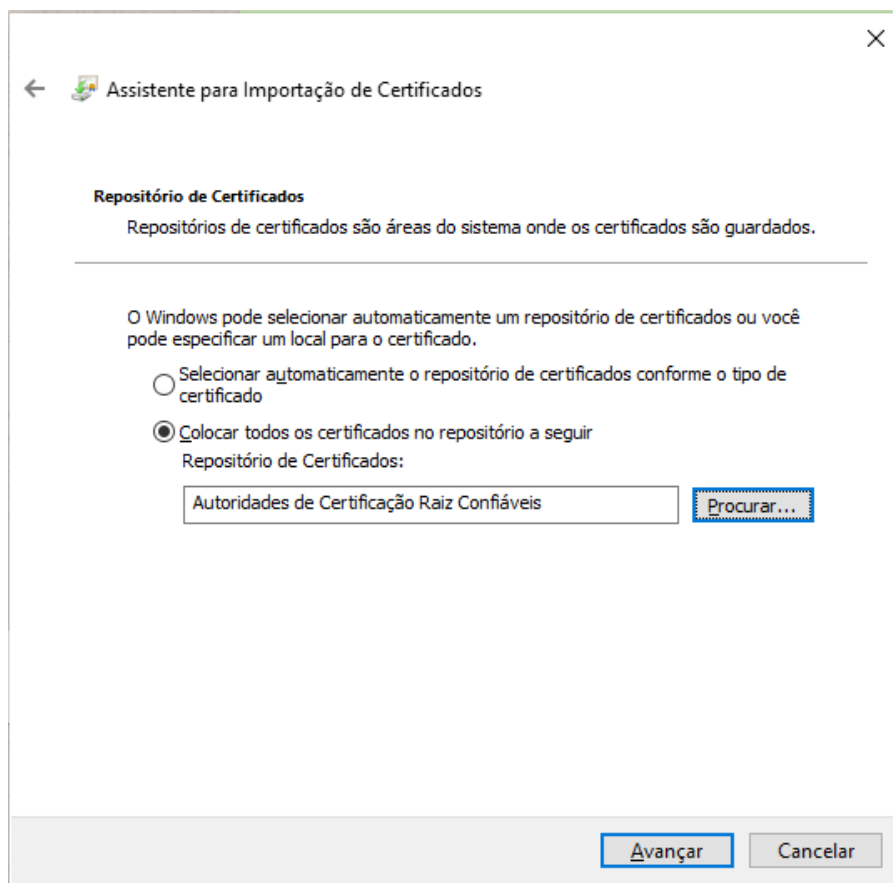 Assistente para Importação de Certificados
Repositório de Certificados
Repositórios de certificados são áreas do sistema onde os certificados são guardados.
O Windows pode selecionar automaticamente um repositório de certificados ou você
pode especificar um local para o certificado.
Selecionar automaticamente o repositório de certificados conforme o tipo de
certificado
Colocar todos os certificados no repositório a seguir
Repositório de Certificados:
Autoridades de Certificação Raiz Confiáveis
Procurar...
Avançar
Cancelar